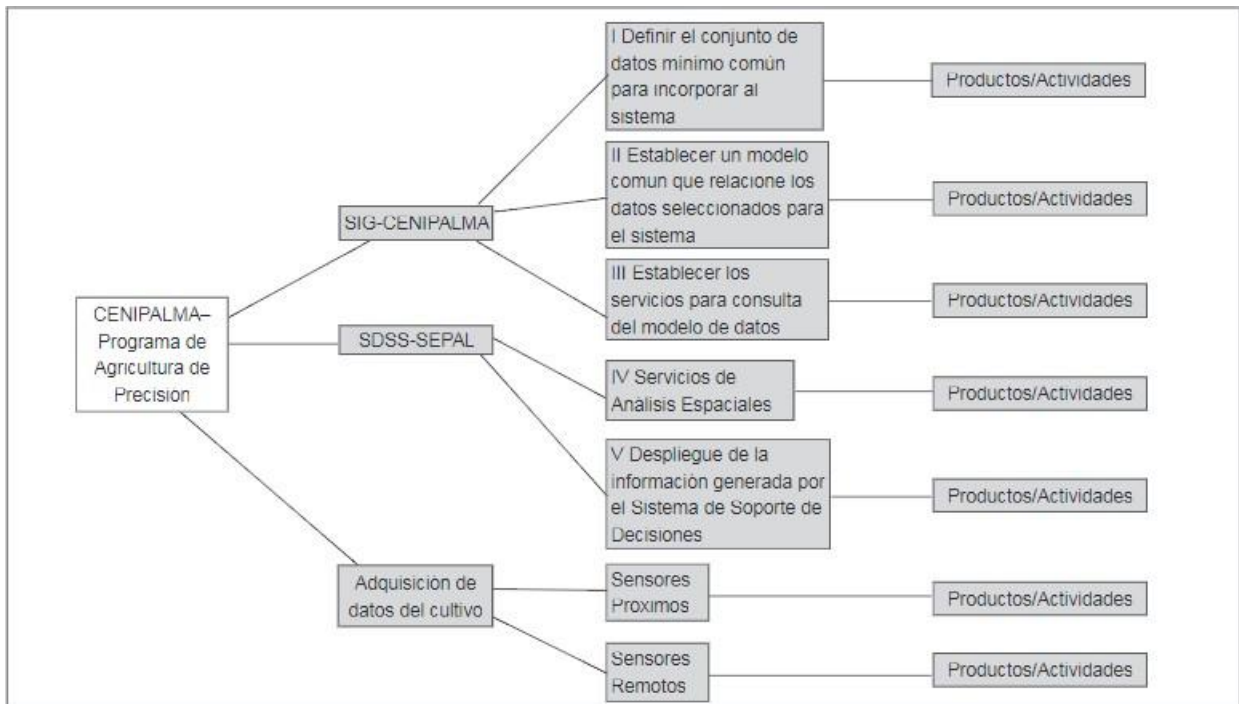 I Definir el conjunto de
datos mínimo común
para incorporar al
sistema
Productos/Actividades
II Establecer un modelo
común que relacione los
datos seleccionados para
el sistema
Productos/Actividades
SIG-CENIPALMA
III Establecer los
servicios para consulta
del modelo de datos
Productos/Actividades
CENIPALMA–
Programa de
Agricultura de
Precisión
SDSS-SEPAL
IV Servicios de
Análisis Espaciales
Productos/Actividades
V Despliegue de la
información generada por
el Sistema de Soporte de
Decisiones
Productos/Actividades
Adquisición de
datos del cultivo
Sensores
Próximos
Productos/Actividades
Sensores
Remotos
Productos/Actividades